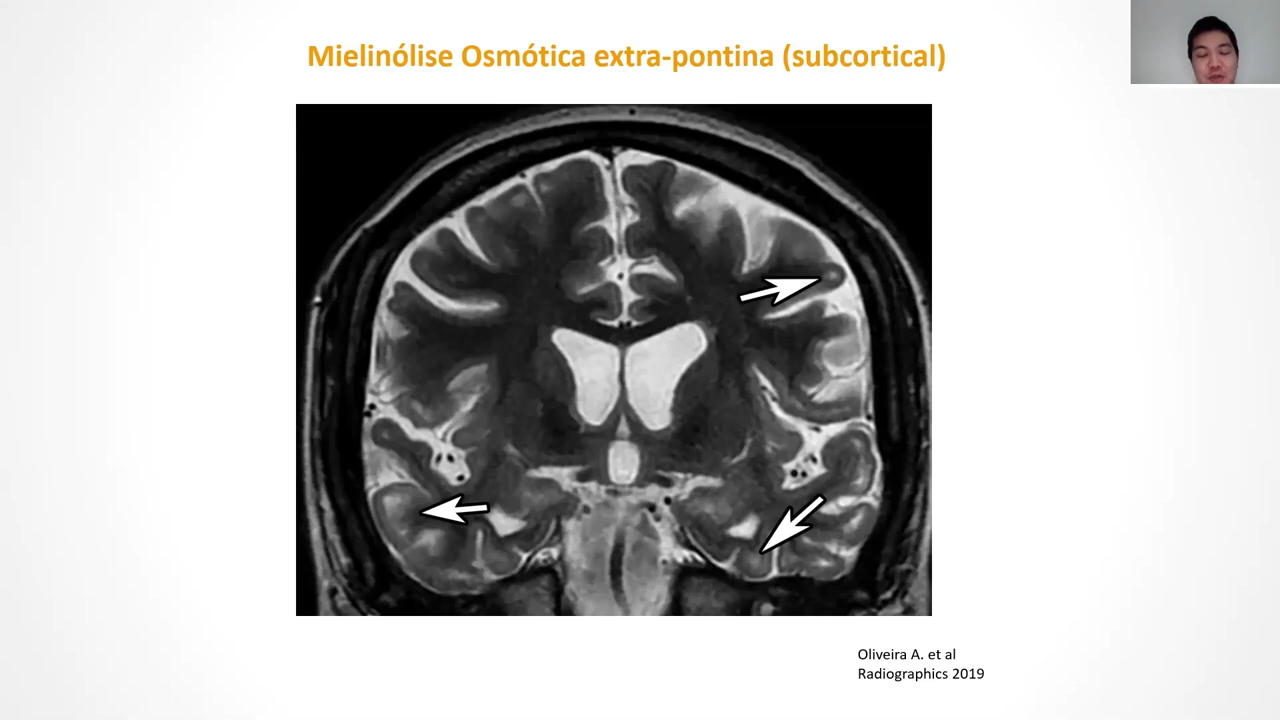 Mielinólise Osmótica extra-pontina (subcortical)
Oliveira A. et al
Radiographics 2019